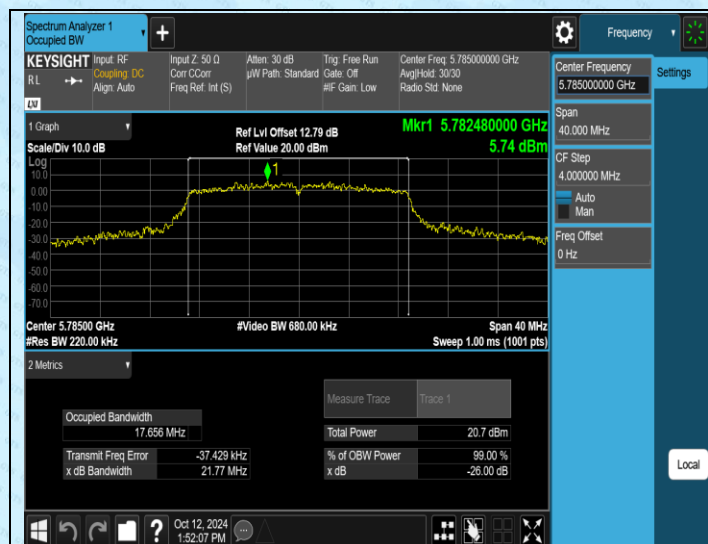 Spectrum Analyzer 1
Occupied BW
+
Frequency
KEYSIGHT
R L
LXI
Input: RF
Coupling: DC
Align: Auto
Input Z: 50 Ω
Corr CCorr
Freq Ref: Int (S)
Atten: 30 dB
µW Path: Standard
Trig: Free Run
Gate: Off
#IF Gain: Low
Center Freq: 5.785000000 GHz
Avg|Hold: 30/30
Radio Std: None
Center Frequency
5.785000000 GHz
Settings
Span
40.000 MHz
CF Step
4.000000 MHz
Auto
Man
Freq Offset
0 Hz
1 Graph
Ref Lvl Offset 12.79 dB
Mkr1 5.782480000 GHz
Scale/Div 10.0 dB
Ref Value 20.00 dBm
5.74 dBm
Log
10.0
0.00
-10.0
-20.0
-30.0
-40.0
-50.0
-60.0
-70.0
1
Center 5.78500 GHz
#Video BW 680.00 kHz
Span 40 MHz
#Res BW 220.00 kHz
Sweep 1.00 ms (1001 pts)
2 Metrics
Measure Trace
Trace 1
Occupied Bandwidth
17.656 MHz
Total Power
20.7 dBm
Transmit Freq Error
-37.429 kHz
% of OBW Power
99.00 %
x dB Bandwidth
21.77 MHz
x dB
-26.00 dB
Local
?
Oct 12, 2024
1:52:07 PM